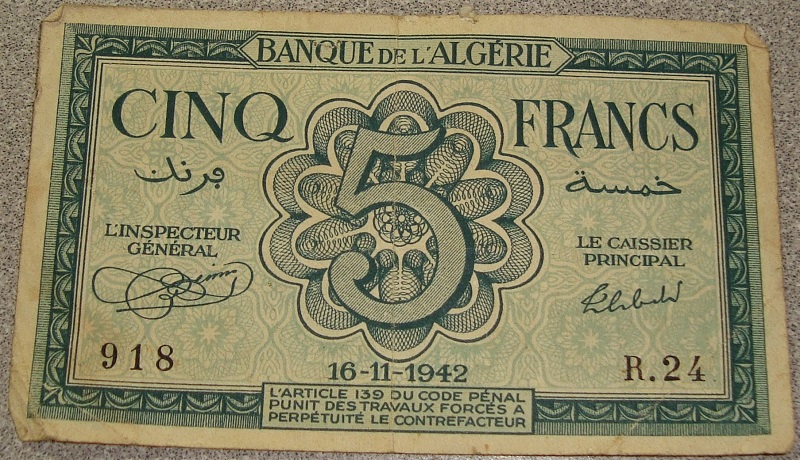 BANQUE DE L'ALGÉRIE
CINQ 5 FRANCS
خمسة فرنك
L'INSPECTEUR
GÉNÉRAL
LE CAISSIER
PRINCIPAL
918
16-11-1942
R.24
L'ARTICLE 139 DU CODE PÉNAL
PUNIT DES TRAVAUX FORCÉS A
PERPÉTUITÉ LE CONTREFACTEUR